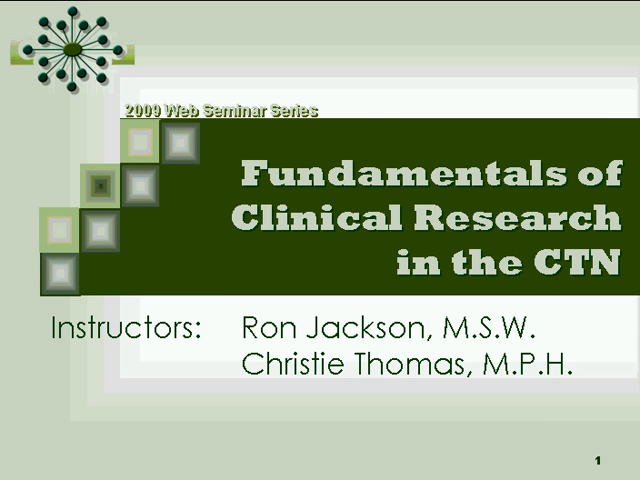 2009 Web Seminar Series
Fundamentals of
Clinical Research
in the CTN
Instructors: Ron Jackson, M.S.W.
Christie Thomas, M.P.H.
1